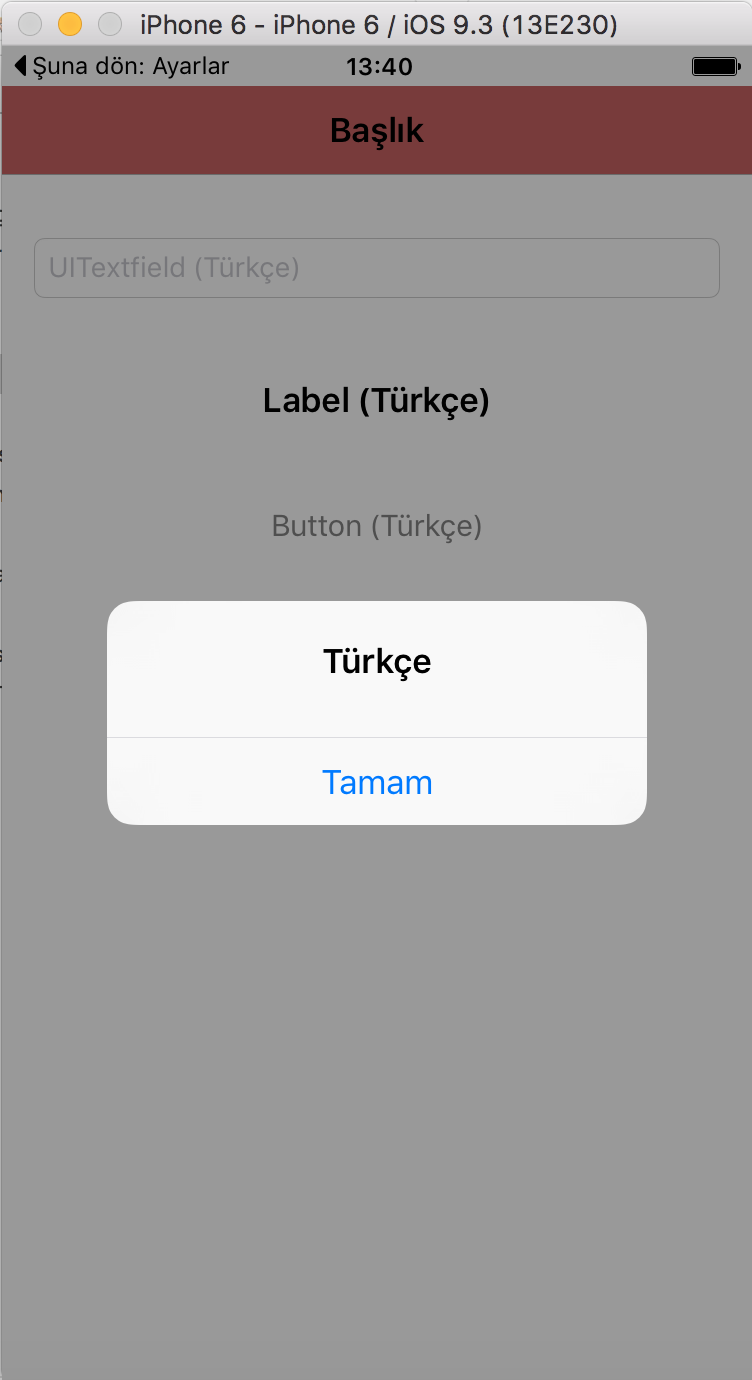 iPhone 6 - iPhone 6 / iOS 9.3 (13E230)
Şuna dön: Ayarlar 13:40
Başlık
UITextfield (Türkçe)
Label (Türkçe)
Button (Türkçe)
Türkçe
Tamam